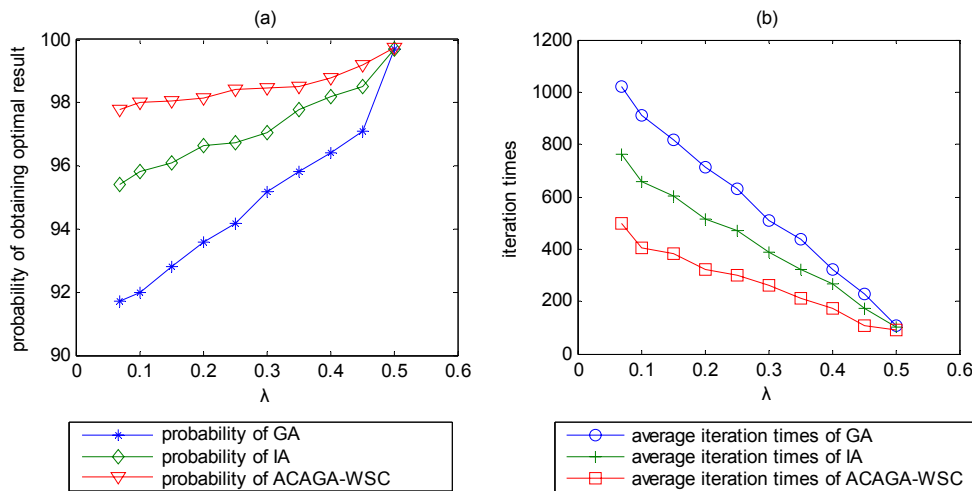 (a)
probability of obtaining optimal result
100
98
96
94
92
90
0
0.1
0.2
0.3
0.4
0.5
0.6
λ
probability of GA
probability of IA
probability of ACAGA-WSC
(b)
iteration times
1200
1000
800
600
400
200
0
0
0.1
0.2
0.3
0.4
0.5
0.6
λ
average iteration times of GA
average iteration times of IA
average iteration times of ACAGA-WSC